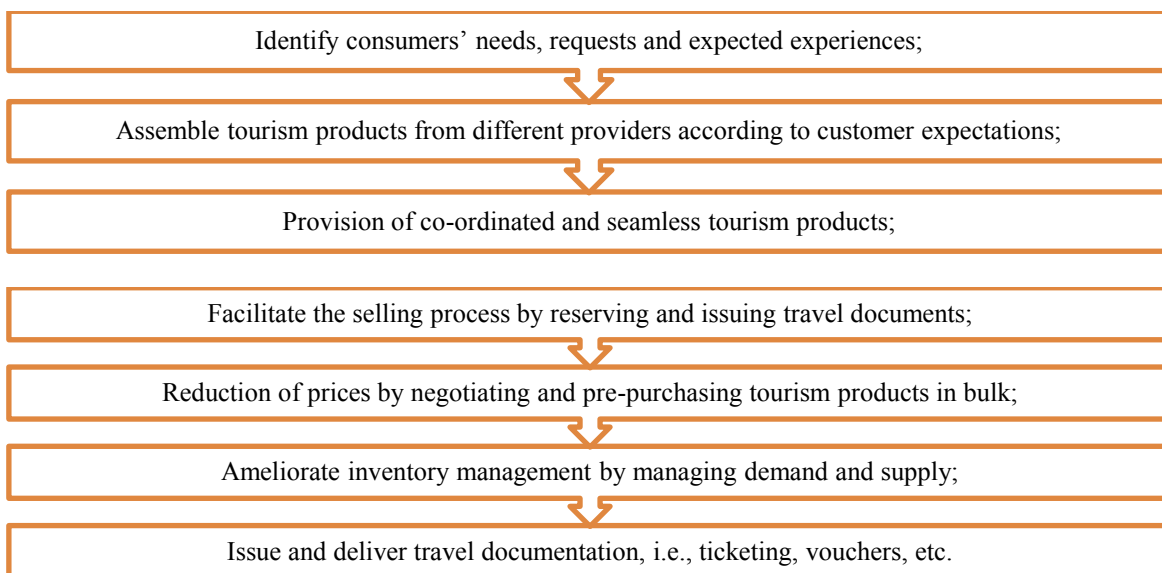 Identify consumers’ needs, requests and expected experiences;
Assemble tourism products from different providers according to customer expectations;
Provision of co-ordinated and seamless tourism products;
Facilitate the selling process by reserving and issuing travel documents;
Reduction of prices by negotiating and pre-purchasing tourism products in bulk;
Ameliorate inventory management by managing demand and supply;
Issue and deliver travel documentation, i.e., ticketing, vouchers, etc.